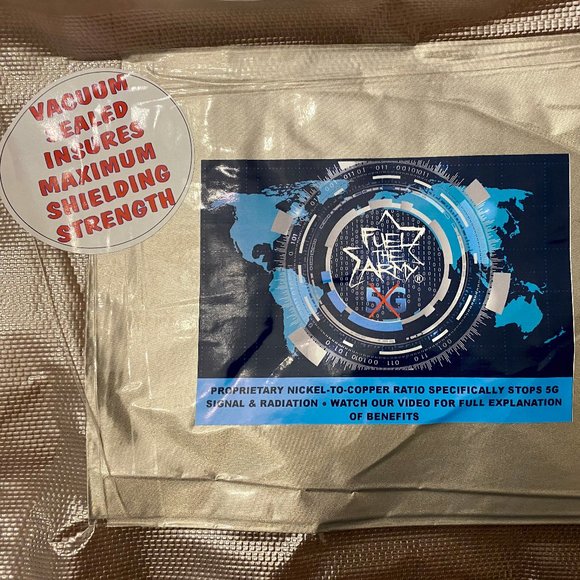 VACUUM
SEALED
INSURES
MAXIMUM
SHIELDING
STRENGTH
FUEL
THE
ARMY®
5G
PROPRIETARY NICKEL-TO-COPPER RATIO SPECIFICALLY STOPS 5G
SIGNAL & RADIATION • WATCH OUR VIDEO FOR FULL EXPLANATION
OF BENEFITS